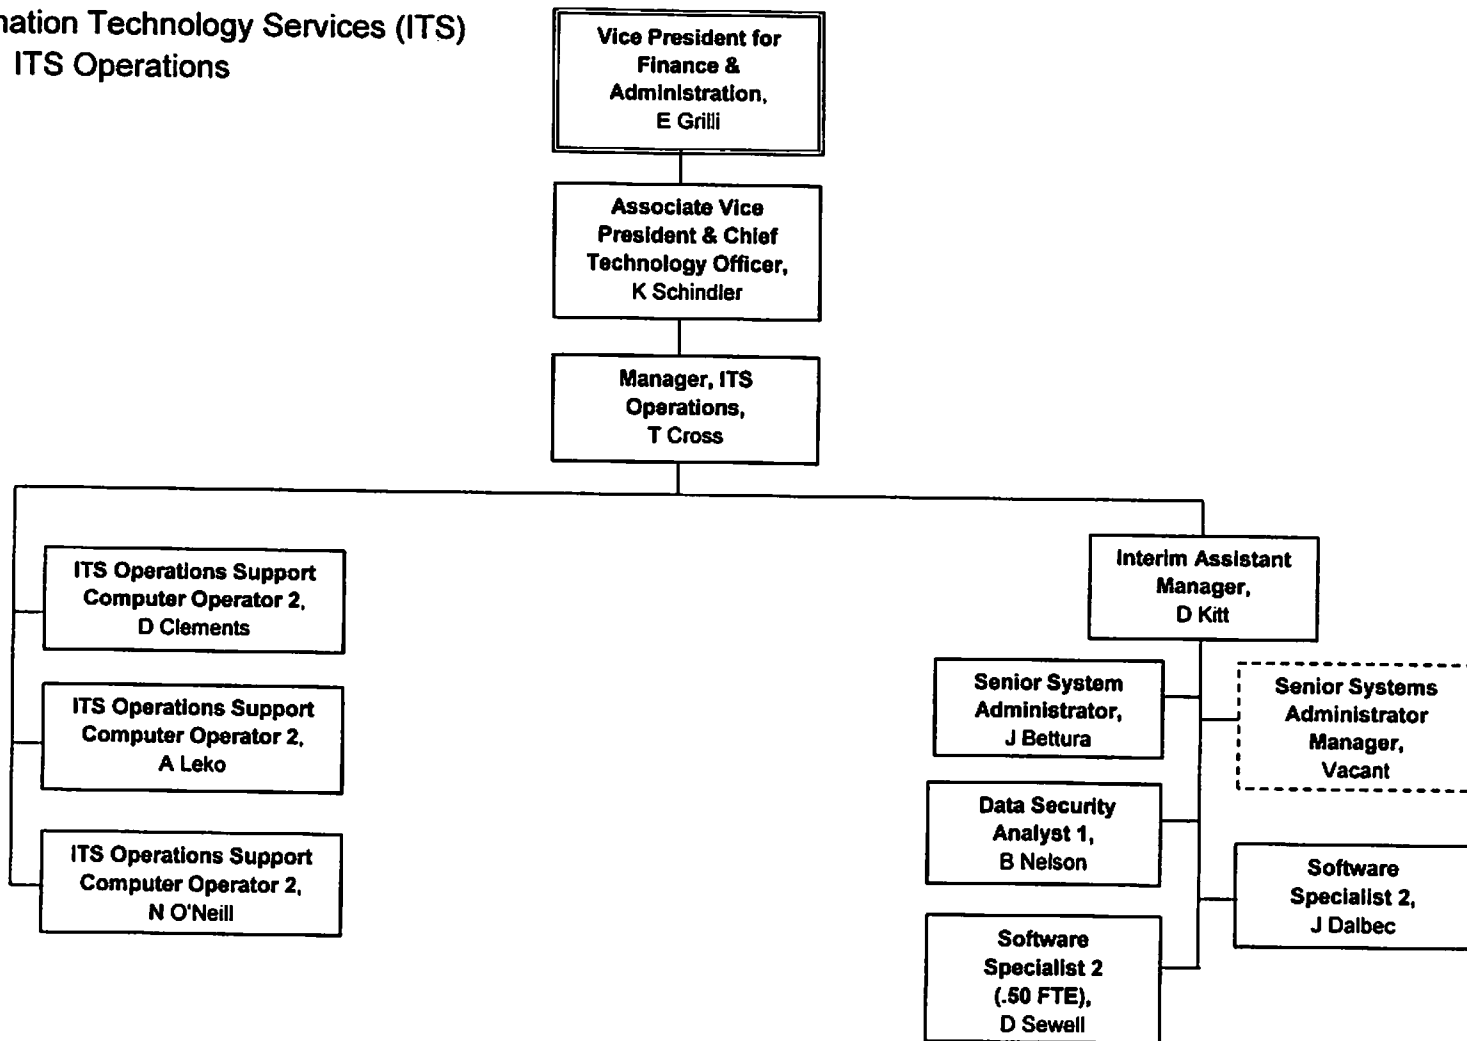 mation Technology Services (ITS)
ITS Operations
Vice President for
Finance &
Administration,
E Grilli
Associate Vice
President & Chief
Technology Officer,
K Schindler
Manager, ITS
Operations,
T Cross
ITS Operations Support
Computer Operator 2,
D Clements
ITS Operations Support
Computer Operator 2,
A Leko
ITS Operations Support
Computer Operator 2,
N O'Neill
Interim Assistant
Manager,
D Kitt
Senior System
Administrator,
J Bettura
Senior Systems
Administrator
Manager,
Vacant
Data Security
Analyst 1,
B Nelson
Software
Specialist 2,
J Dalbec
Software
Specialist 2
(.50 FTE),
D Sewell